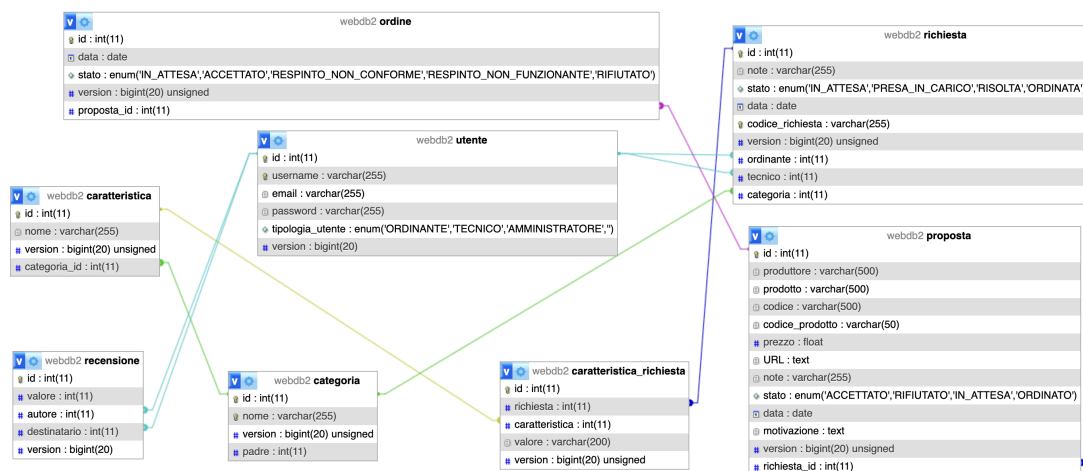 webdb2 ordine
id : int(11)
data : date
stato : enum('IN_ATTESA','ACCETTATO','RESPINTO_NON_CONFORME','RESPINTO_NON_FUNZIONANTE','RIFIUTATO')
version : bigint(20) unsigned
proposta_id : int(11)
webdb2 richiesta
id : int(11)
note : varchar(255)
stato : enum('IN_ATTESA','PRESA_IN_CARICO','RISOLTA','ORDINATA'
data : date
codice_richiesta : varchar(255)
version : bigint(20) unsigned
ordinante : int(11)
tecnico : int(11)
categoria : int(11)
webdb2 utente
id : int(11)
username : varchar(255)
email : varchar(255)
password : varchar(255)
tipologia_utente : enum('ORDINANTE','TECNICO','AMMINISTRATORE','')
version : bigint(20)
webdb2 caratteristica
id : int(11)
nome : varchar(255)
version : bigint(20) unsigned
categoria_id : int(11)
webdb2 proposta
id : int(11)
produttore : varchar(500)
prodotto : varchar(500)
codice : varchar(500)
codice_prodotto : varchar(50)
prezzo : float
URL : text
note : varchar(255)
stato : enum('ACCETTATO','RIFIUTATO','IN_ATTESA','ORDINATO')
data : date
motivazione : text
version : bigint(20) unsigned
richiesta_id : int(11)
webdb2 recensione
id : int(11)
valore : int(11)
autore : int(11)
destinatario : int(11)
version : bigint(20)
webdb2 categoria
id : int(11)
nome : varchar(255)
version : bigint(20) unsigned
padre : int(11)
webdb2 caratteristica_richiesta
id : int(11)
richiesta : int(11)
caratteristica : int(11)
valore : varchar(200)
version : bigint(20) unsigned